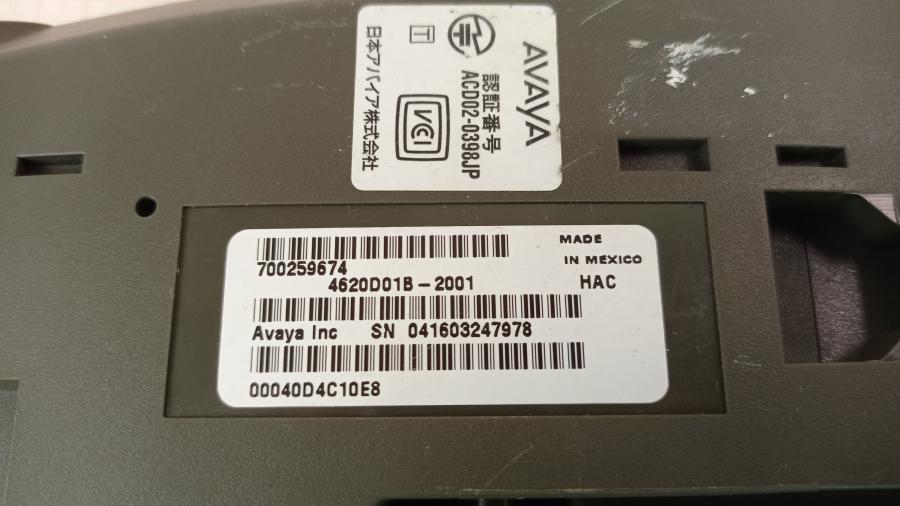 AVAYA
認証番号
ACD02-0398JP
T
VCI
日本アバイア株式会社
700259674
4620D01B-2001
MADE
IN MEXICO
HAC
Avaya Inc SN 041603247978
00040D4C10E8